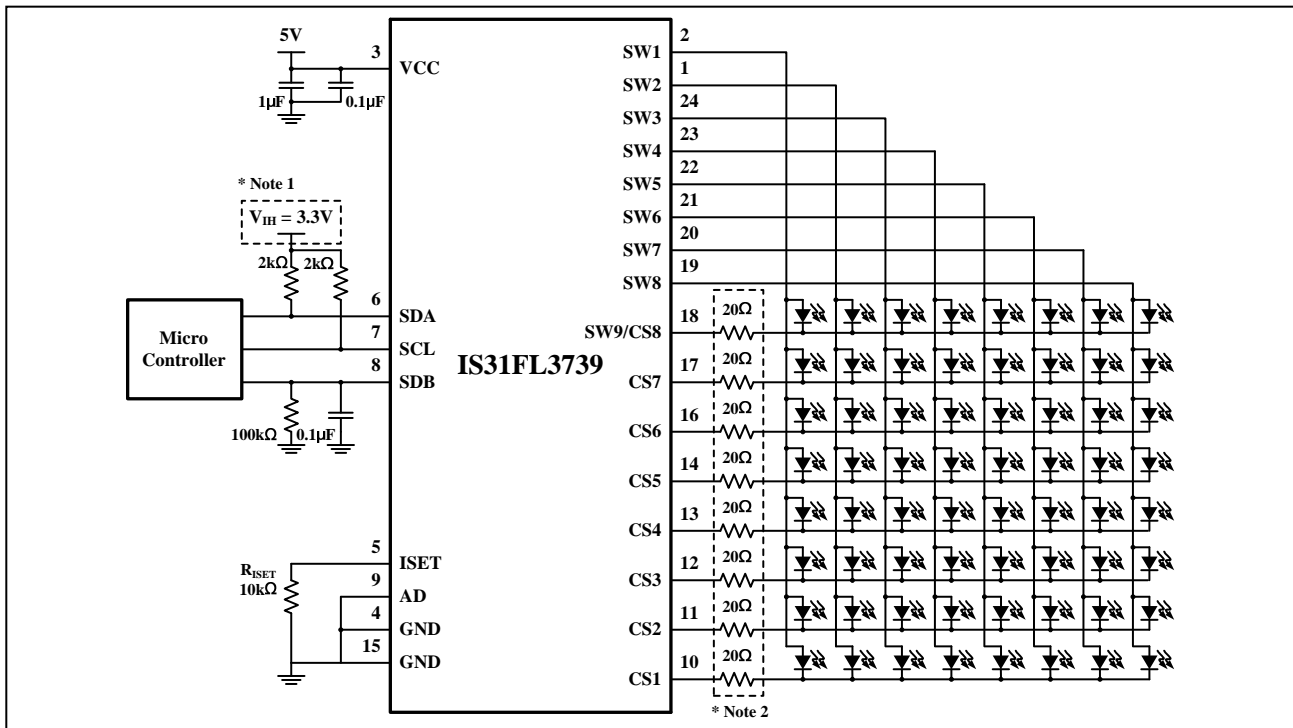 5V
3
VCC
1µF
0.1µF
* Note 1
VIH = 3.3V
2kΩ
2kΩ
Micro
Controller
6
SDA
7
SCL
8
SDB
100kΩ
0.1µF
RISET
10kΩ
5
ISET
9
AD
4
GND
15
GND
IS31FL3739
2
SW1
1
SW2
24
SW3
23
SW4
22
SW5
21
SW6
20
SW7
19
SW8
18
SW9/CS8
20Ω
17
CS7
20Ω
16
CS6
20Ω
14
CS5
20Ω
13
CS4
20Ω
12
CS3
20Ω
11
CS2
20Ω
10
CS1
20Ω
* Note 2